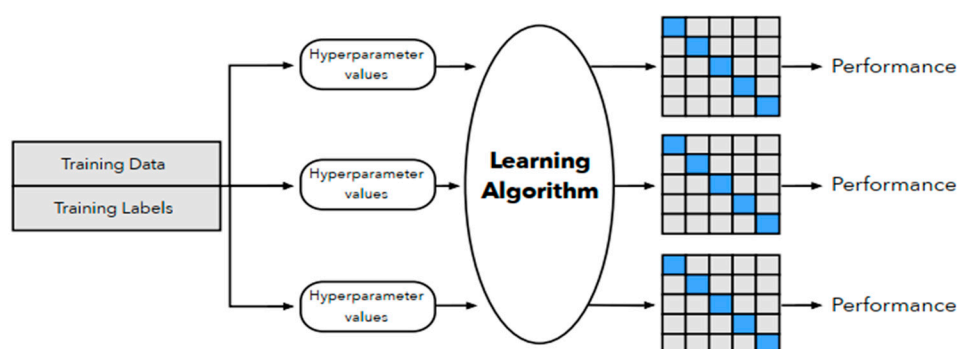 Hyperparameter
values
Performance
Training Data
Training Labels
Hyperparameter
values
Learning
Algorithm
Performance
Hyperparameter
values
Performance